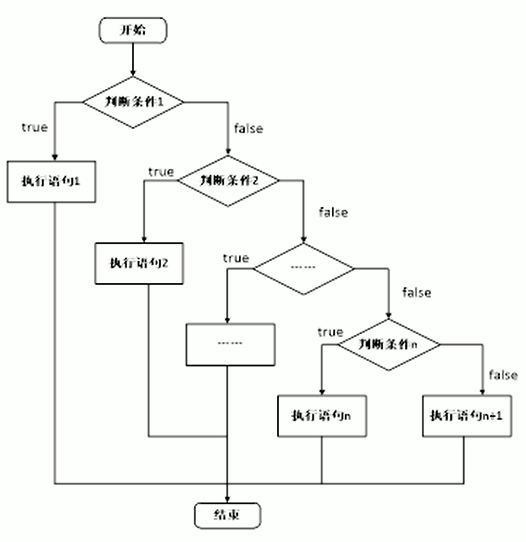 开始
判断条件1
true
false
执行语句1
true
判断条件2
false
执行语句2
true
……
false
……
true
判断条件n
false
执行语句n
执行语句n+1
结束